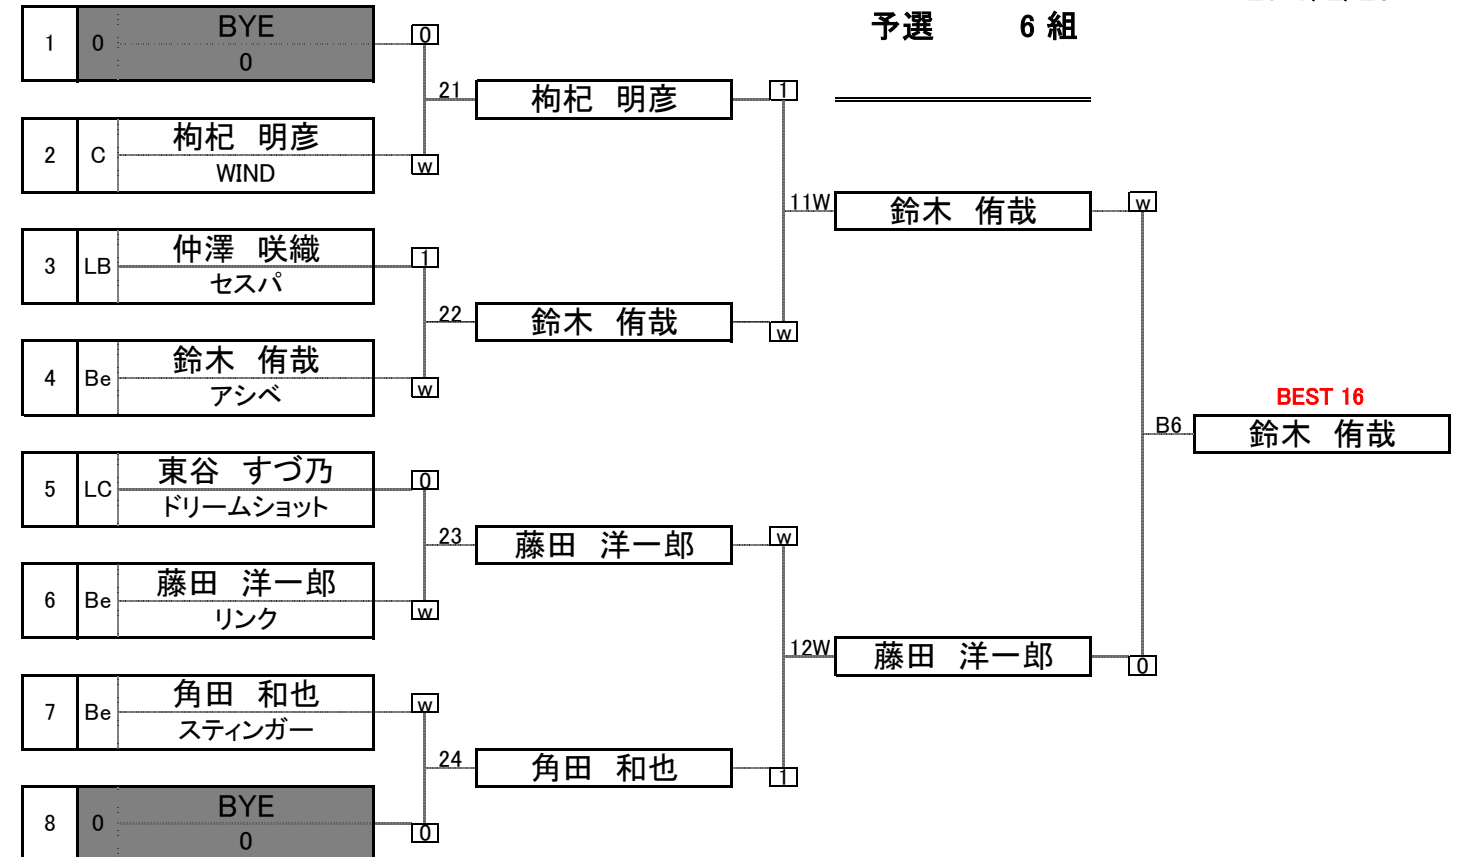 予選 6 組
1 0 BYE
0
0
21 枸杞 明彦 1
2 C 枸杞 明彦
WIND
w
11W 鈴木 侑哉 w
3 LB 仲澤 咲織
セスパ
1
22 鈴木 侑哉 w
4 Be 鈴木 侑哉
アシベ
w
BEST 16
B6 鈴木 侑哉
5 LC 東谷 すづ乃
ドリームショット
0
23 藤田 洋一郎 w
6 Be 藤田 洋一郎
リンク
w
12W 藤田 洋一郎 0
7 Be 角田 和也
スティンガー
w
24 角田 和也 1
8 0 BYE
0
0